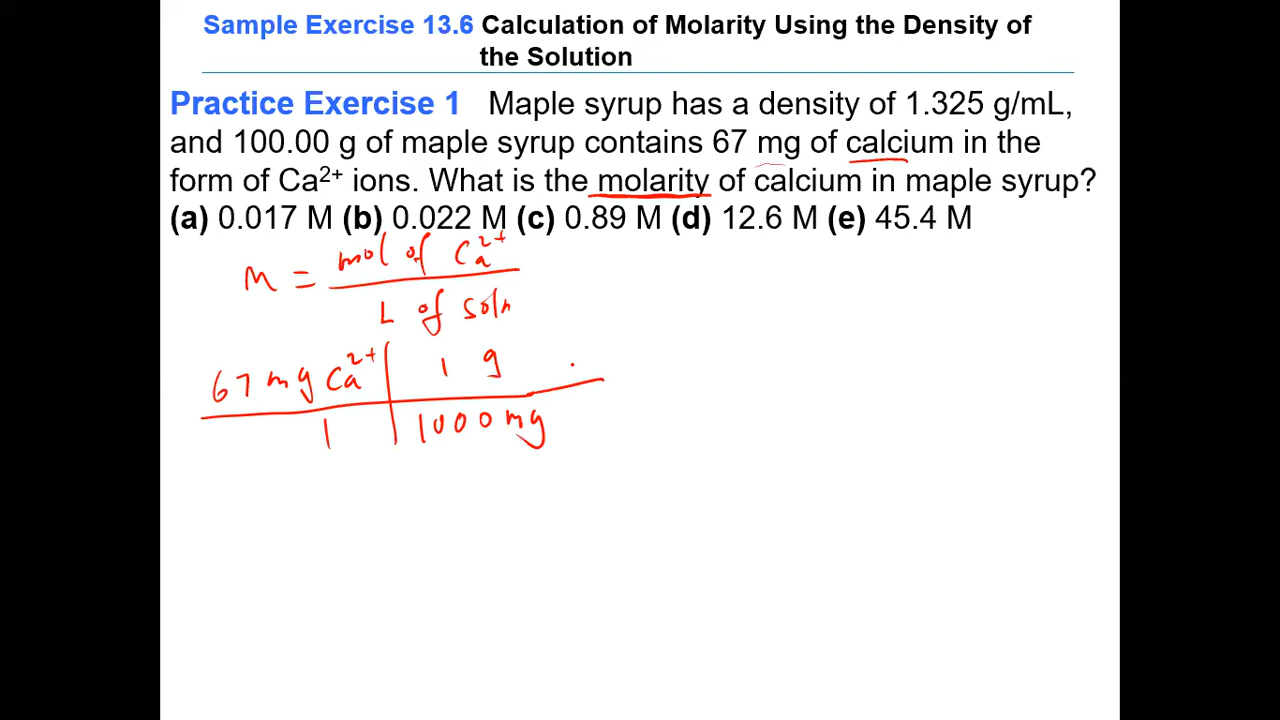 Sample Exercise 13.6 Calculation of Molarity Using the Density of
the Solution
Practice Exercise 1 Maple syrup has a density of 1.325 g/mL,
and 100.00 g of maple syrup contains 67 mg of calcium in the
form of Ca²⁺ ions. What is the molarity of calcium in maple syrup?
(a) 0.017 M (b) 0.022 M (c) 0.89 M (d) 12.6 M (e) 45.4 M
M = mol of Ca²⁺
L of soln
67 mg Ca²⁺ | 1 g
1 | 1000 mg